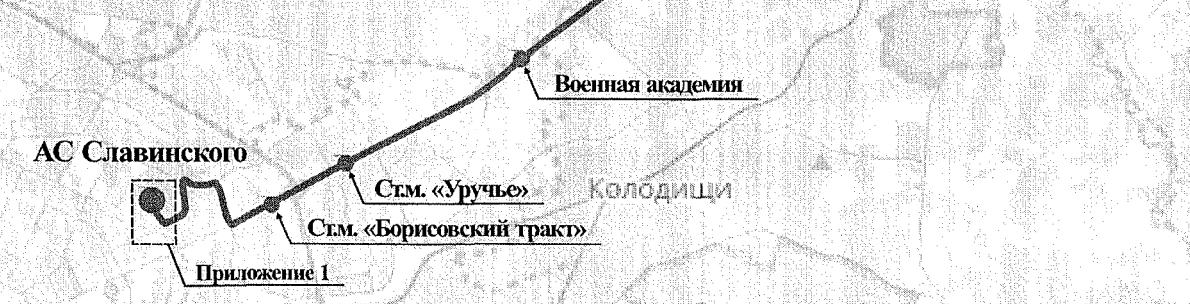 Военная академия
АС Славинского
Ст.м. «Уручье»
Колодищи
Ст.м. «Борисовский тракт»
Приложение 1